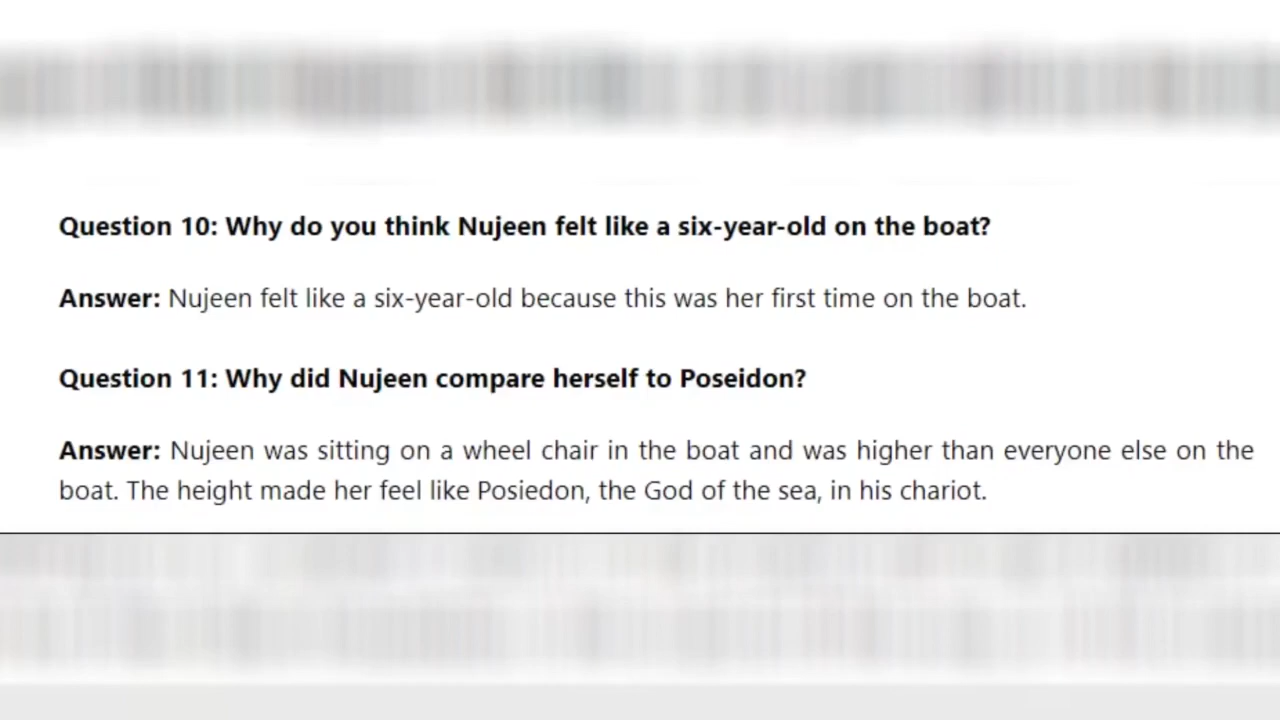 Question 10: Why do you think Nujeen felt like a six-year-old on the boat?
Answer: Nujeen felt like a six-year-old because this was her first time on the boat.
Question 11: Why did Nujeen compare herself to Poseidon?
Answer: Nujeen was sitting on a wheel chair in the boat and was higher than everyone else on the
boat. The height made her feel like Posiedon, the God of the sea, in his chariot.